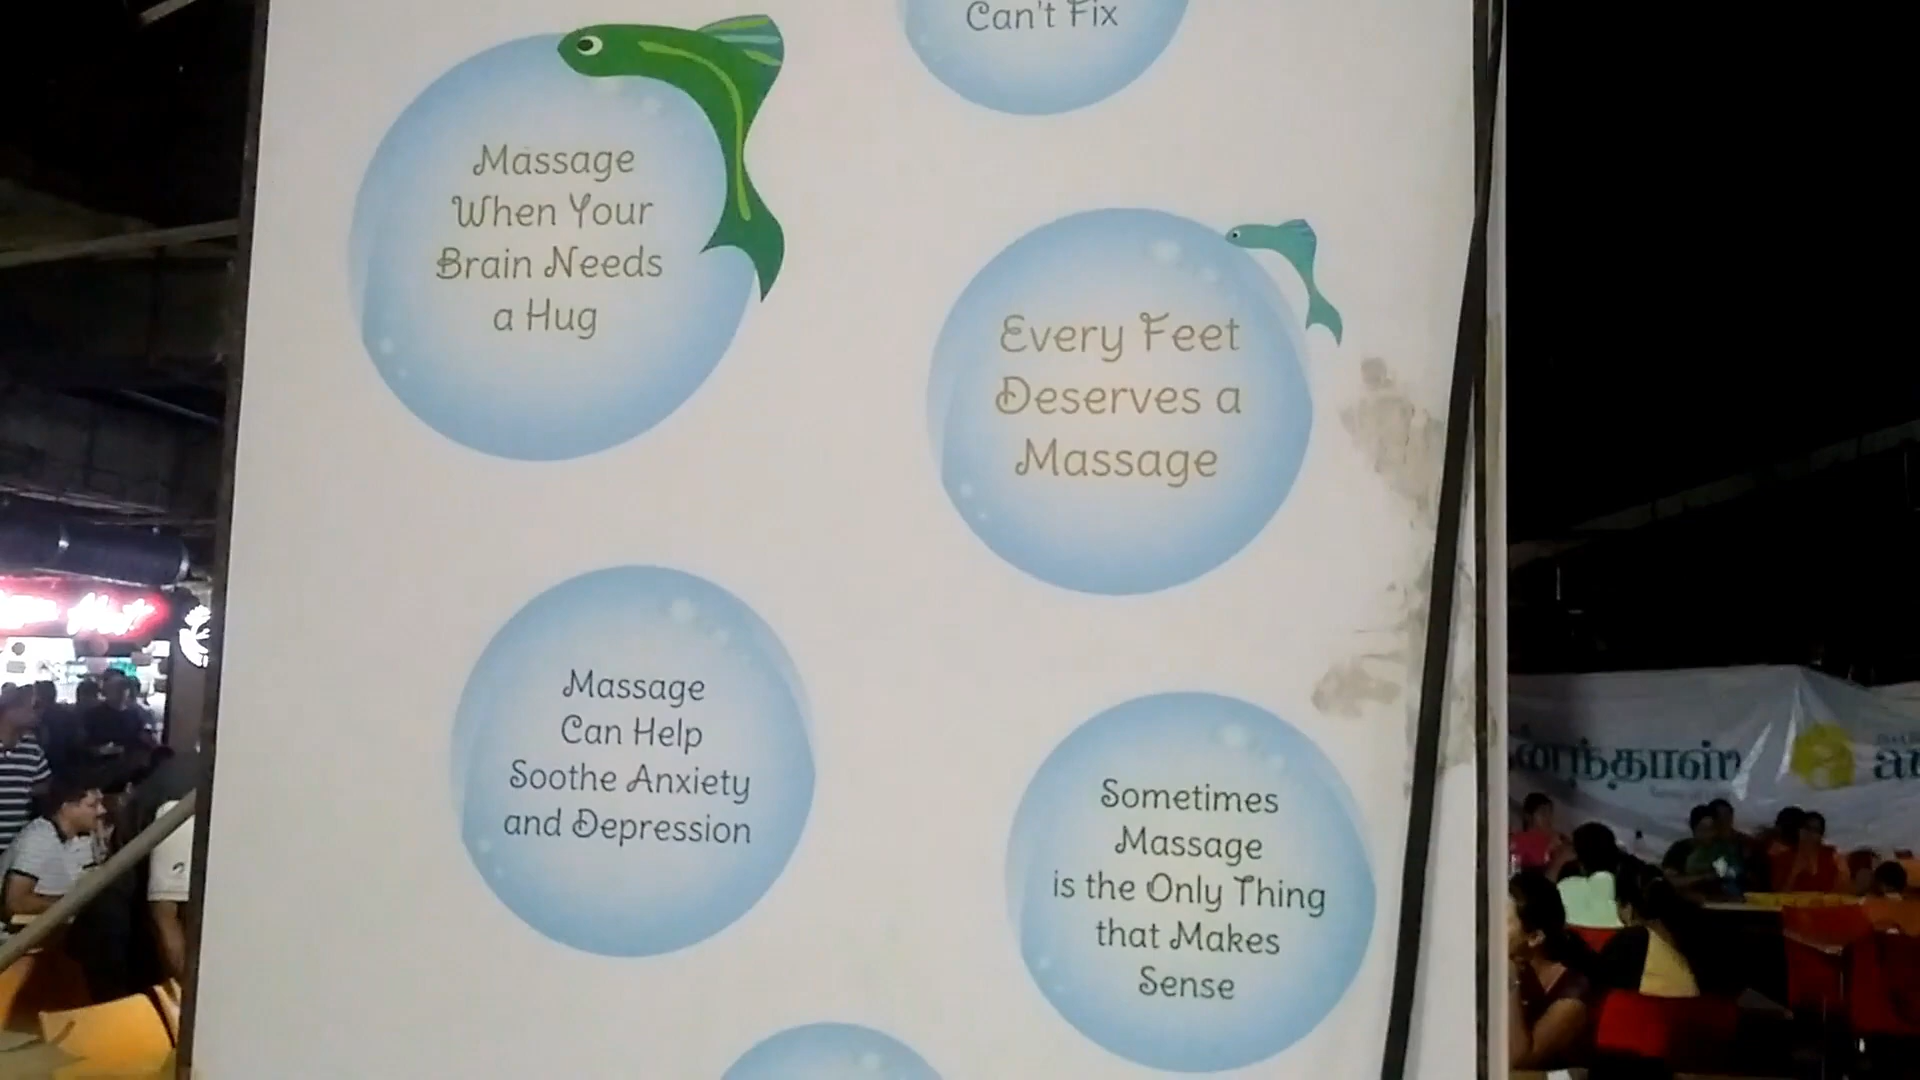 Can't Fix
Massage
When Your
Brain Needs
a Hug
Every Feet
Deserves a
Massage
Massage
Can Help
Soothe Anxiety
and Depression
Sometimes
Massage
is the Only Thing
that Makes
Sense